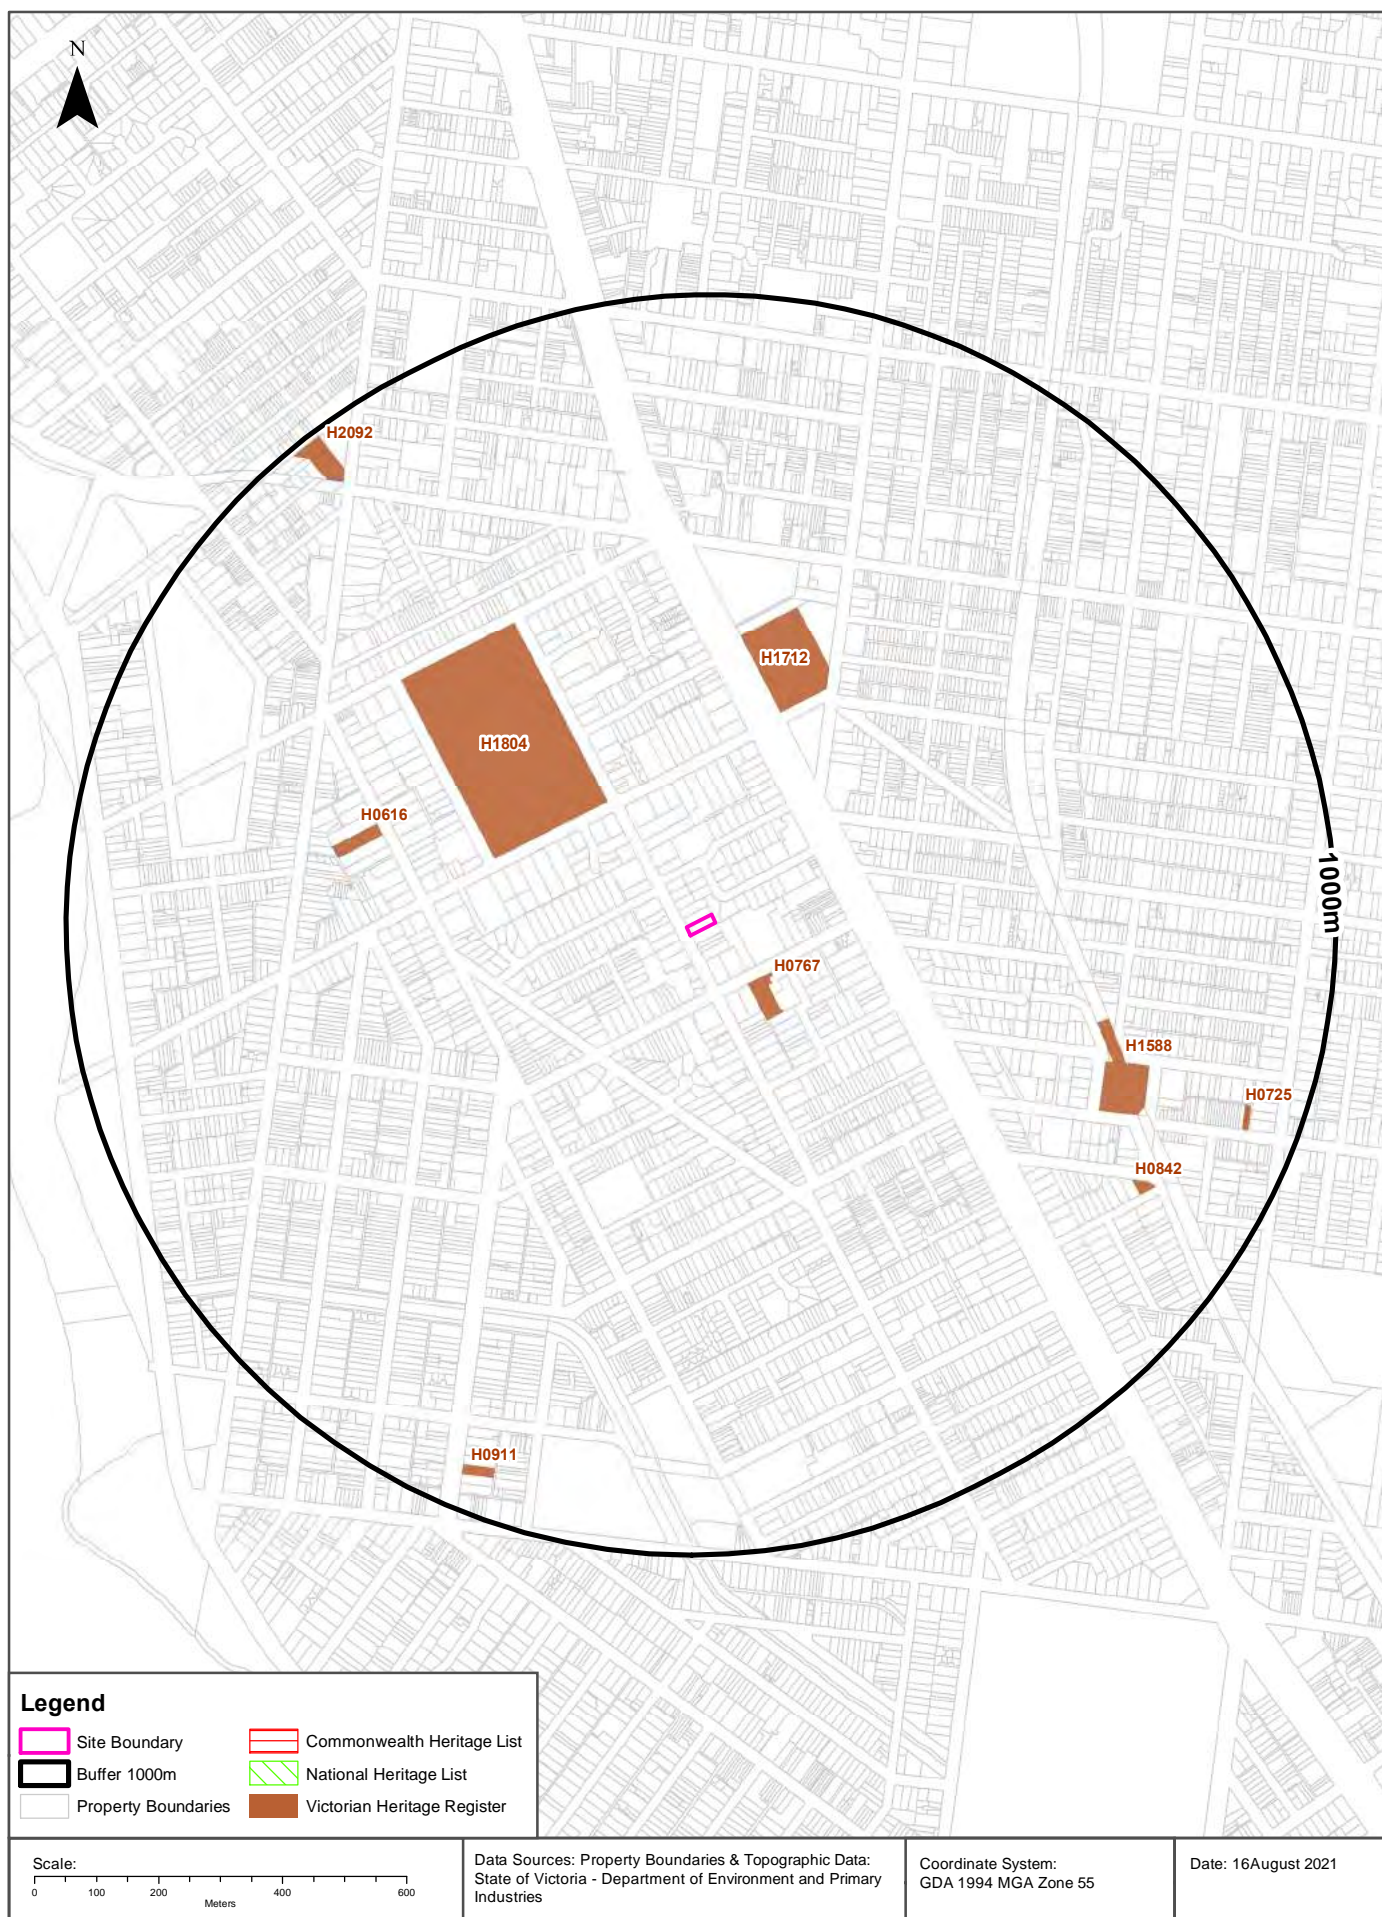 N
H2092
H1712
H1804
H0616
1000m
H0767
H1588
H0725
H0842
H0911
Legend
Site Boundary
Commonwealth Heritage List
Buffer 1000m
National Heritage List
Property Boundaries
Victorian Heritage Register
Scale:
0 100 200 400 600
Meters
Data Sources: Property Boundaries & Topographic Data:
State of Victoria - Department of Environment and Primary
Industries
Coordinate System:
GDA 1994 MGA Zone 55
Date: 16August 2021